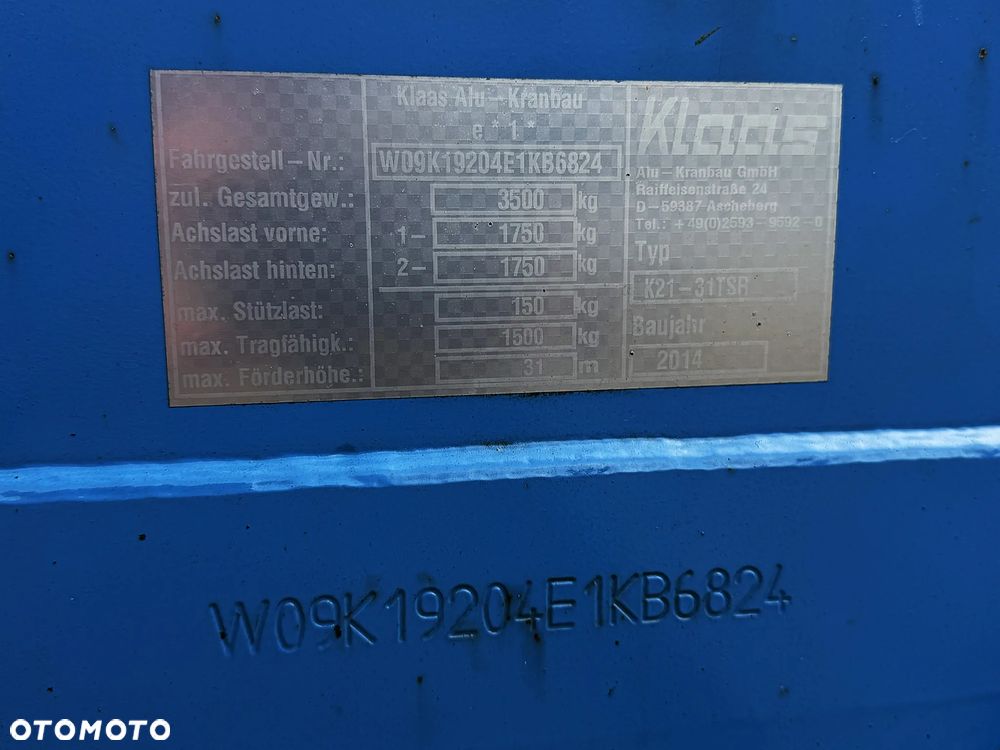 Klaas Alu - Kranbau
e * 1 *
Fahrgestell - Nr.: W09K19204E1KB6824
zul. Gesamtgew.: 3500 kg
Achslast vorne: 1- 1750 kg
Achslast hinten: 2- 1750 kg
max. Stützlast: 150 kg
max. Tragfähigk.: 1500 kg
max. Förderhöhe.: 31 m
Klaas
Alu - Kranbau GmbH
Raiffeisenstraße 24
D - 59387 Ascheberg
Tel.: +49(0)2593 - 9592 - 0
Typ
K21 - 31TSR
Baujahr
2014
W09K19204E1KB6824
OTOMOTO